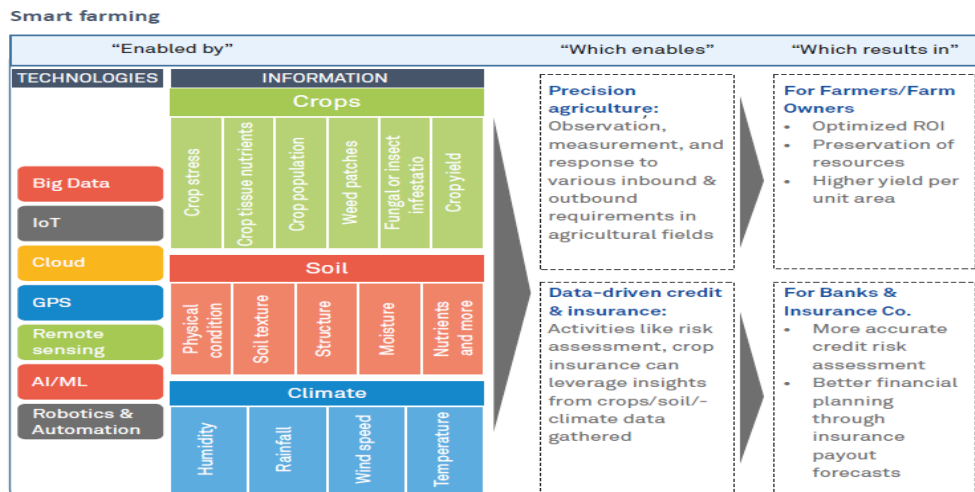 Smart farming
“Enabled by”
“Which enables”
“Which results in”
TECHNOLOGIES
INFORMATION
Big Data
IoT
Cloud
GPS
Remote
sensing
AI/ML
Robotics &
Automation
Crops
Crop stress
Crop tissue nutrients
Crop population
Weed patches
Fungal or insect
infestatio
Crop yield
Soil
Physical
condition
Soil texture
Structure
Moisture
Nutrients
and more
Climate
Humidity
Rainfall
Wind speed
Temperature
Precision
agriculture:
Observation,
measurement, and
response to
various inbound &
outbound
requirements in
agricultural fields
Data-driven credit
& insurance:
Activities like risk
assessment, crop
insurance can
leverage insights
from crops/soil/-
climate data
gathered
For Farmers/Farm
Owners
• Optimized ROI
• Preservation of
resources
• Higher yield per
unit area
For Banks &
Insurance Co.
• More accurate
credit risk
assessment
• Better financial
planning
through
insurance
payout
forecasts